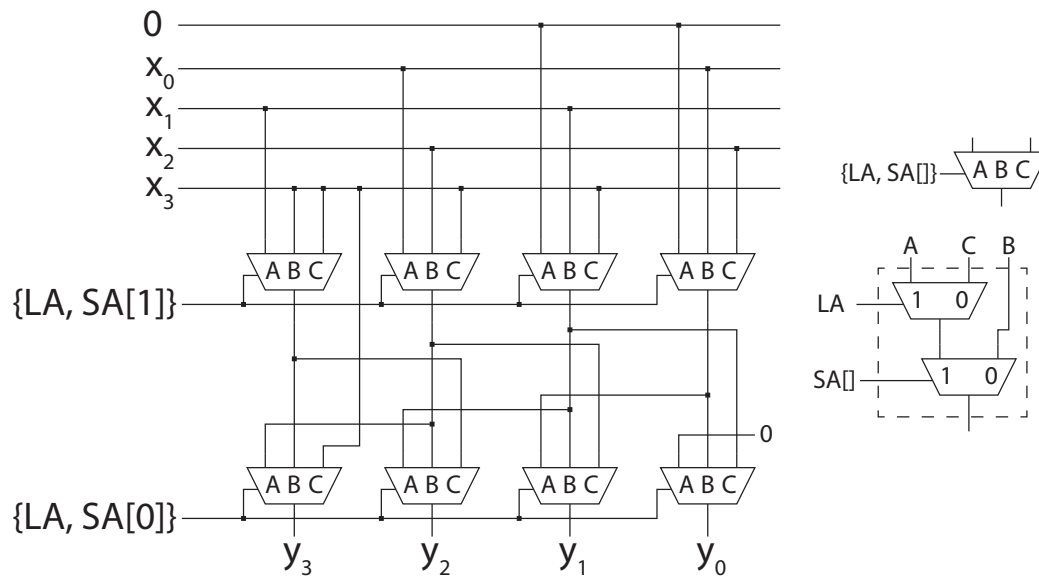 0
x₀
x₁
x₂
x₃
A B C A B C A B C A B C
{LA, SA[1]}
0
A B C A B C A B C A B C
{LA, SA[0]}
y₃ y₂ y₁ y₀
{LA, SA[]} A B C
A C B
LA 1 0
SA[] 1 0